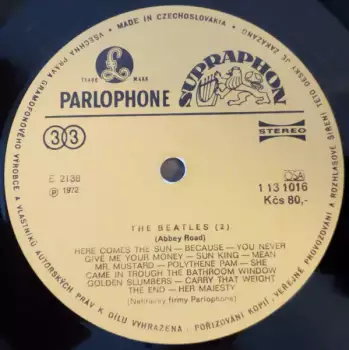 MADE IN CZECHOSLOVAKIA
VŠECHNA PRÁVA GRAMOFONOVÉHO VÝROBCE A VLASTNÍKŮ AUTORSKÝCH PRÁV K DÍLU VYHRAZENA. POŘIZOVÁNÍ KOPIÍ, VEŘEJNÉ PROVOZOVÁNÍ A ROZHLASOVÉ ŠÍŘENÍ TÉTO DESKY JE ZAKÁZÁNO
TRADE MARK
PARLOPHONE
SUPRAPHON
33
STEREO
E 2138
℗ 1972
OSA
1 13 1016
Kčs 80,-
THE BEATLES (2)
(Abbey Road)
HERE COMES THE SUN — BECAUSE — YOU NEVER
GIVE ME YOUR MONEY — SUN KING — MEAN
MR. MUSTARD — POLYTHENE PAM — SHE
CAME IN TROUGH THE BATHROOM WINDOW
GOLDEN SLUMBERS — CARRY THAT WEIGHT
THE END — HER MAJESTY
(Nahrávky firmy Parlophone)